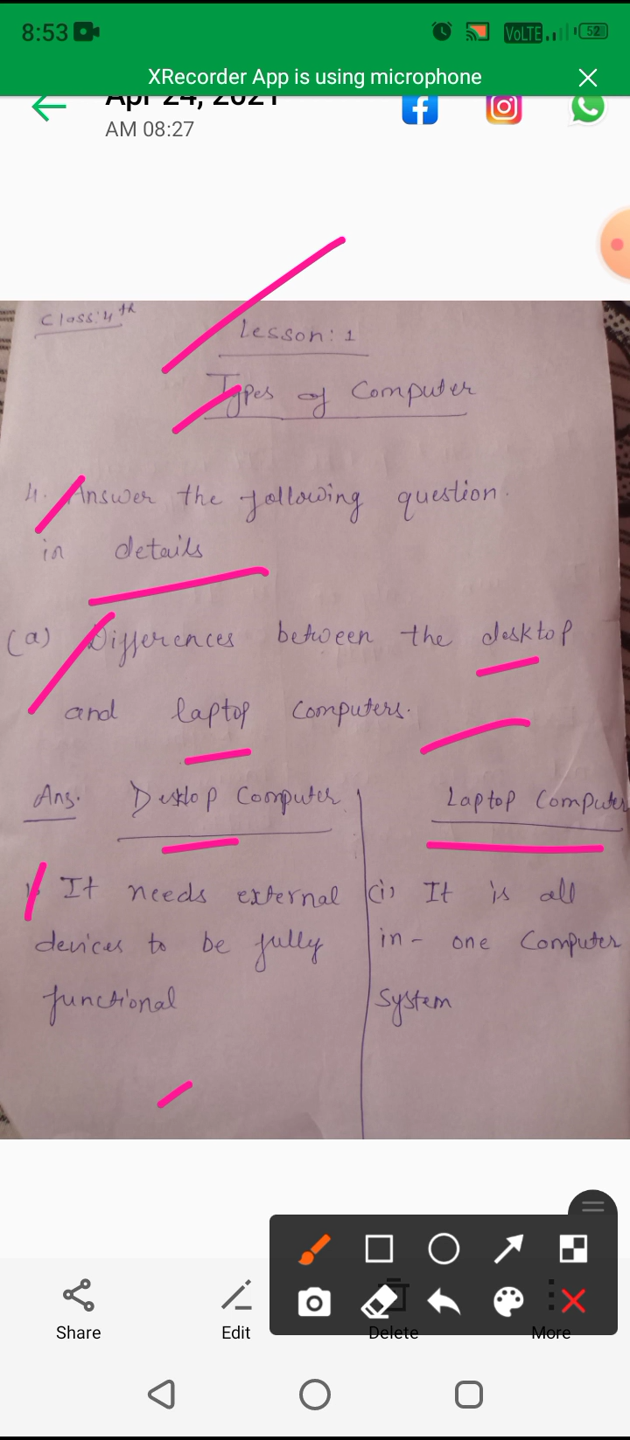 8:53
VoLTE
52
XRecorder App is using microphone
Apr 24, 2021
AM 08:27
Class:4th
Lesson: 1
Types of Computer
4. Answer the following question.
in details
(a) Differences between the desktop
and laptop computers.
Ans. Desktop Computer
Laptop Computer
It needs external
devices to be fully
functional
(i) It is all
in- one Computer
System
Share
Edit
Delete
More